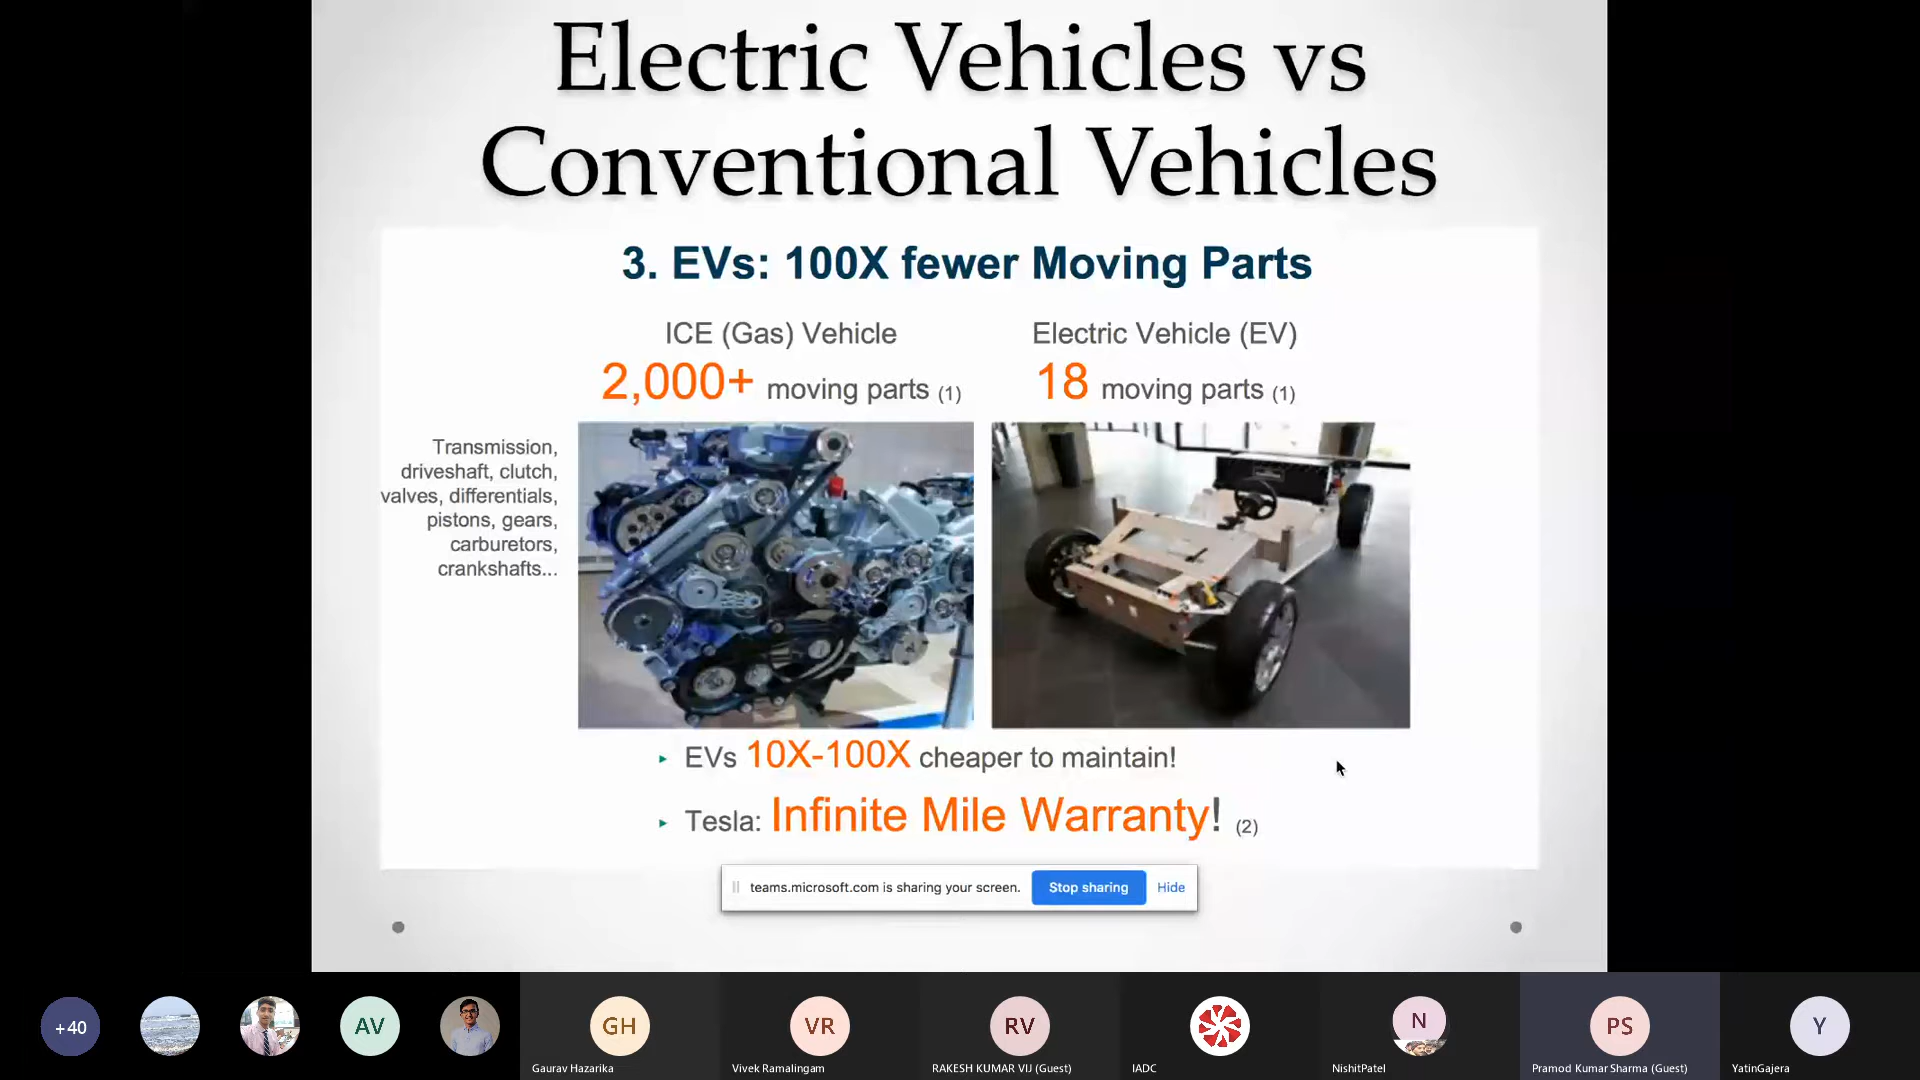 Electric Vehicles vs
Conventional Vehicles
3. EVs: 100X fewer Moving Parts
ICE (Gas) Vehicle
2,000+ moving parts (1)
Electric Vehicle (EV)
18 moving parts (1)
Transmission,
driveshaft, clutch,
valves, differentials,
pistons, gears,
carburetors,
crankshafts...
▸ EVs 10X-100X cheaper to maintain!
▸ Tesla: Infinite Mile Warranty! (2)
teams.microsoft.com is sharing your screen. Stop sharing Hide
+40
AV
GH
VR
RV
N
PS
Y
Gaurav Hazarika
Vivek Ramalingam
RAKESH KUMAR VIJ (Guest)
IADC
NishitPatel
Pramod Kumar Sharma (Guest)
YatinGajera